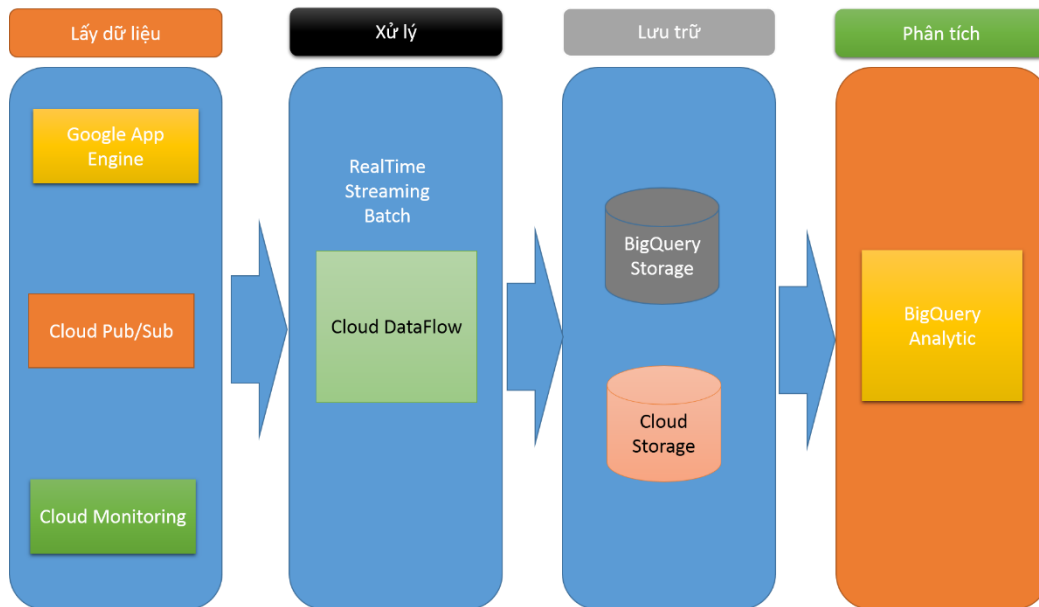 Lấy dữ liệu
Xử lý
Lưu trữ
Phân tích
Google App
Engine
Cloud Pub/Sub
Cloud Monitoring
RealTime
Streaming
Batch
Cloud DataFlow
BigQuery
Storage
Cloud
Storage
BigQuery
Analytic